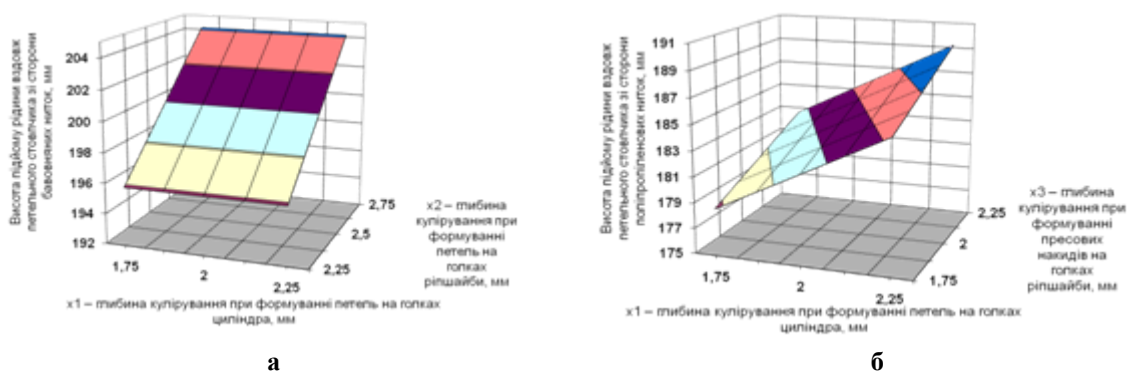 Висота підйому рідини вздовж
петельного стовпчика зі сторони
бавовняних ниток, мм
204
202
200
198
196
194
192
1,75
2
2,25
2,25
2,5
2,75
х2 – глибина
кулірування при
формуванні
петель на
голках
ріпшайби, мм
х1 – глибина кулірування при формуванні петель на голках
циліндра, мм
а
Висота підйому рідини вздовж
петельного стовпчика зі сторони
поліпропіленових ниток, мм
191
189
187
185
183
181
179
177
175
1,75
2
2,25
1,75
2
2,25
х3 – глибина
кулірування при
формуванні
пресових
накидів на
голках
ріпшайби, мм
х1 – глибина кулірування при формуванні петель на голках
циліндра, мм
б